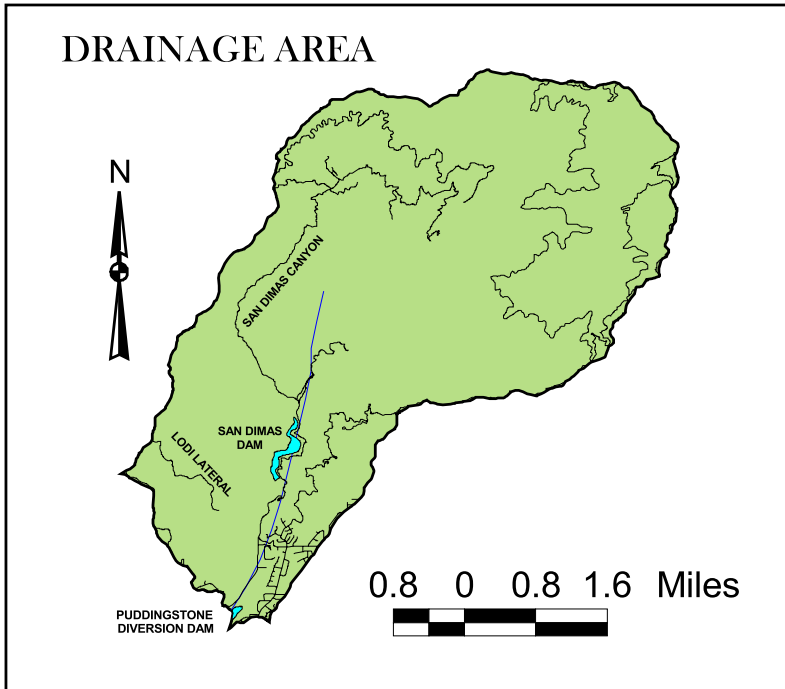 DRAINAGE AREA
N
SAN DIMAS CANYON
SAN DIMAS
DAM
LODI LATERAL
PUDDINGSTONE
DIVERSION DAM
0.8 0 0.8 1.6 Miles